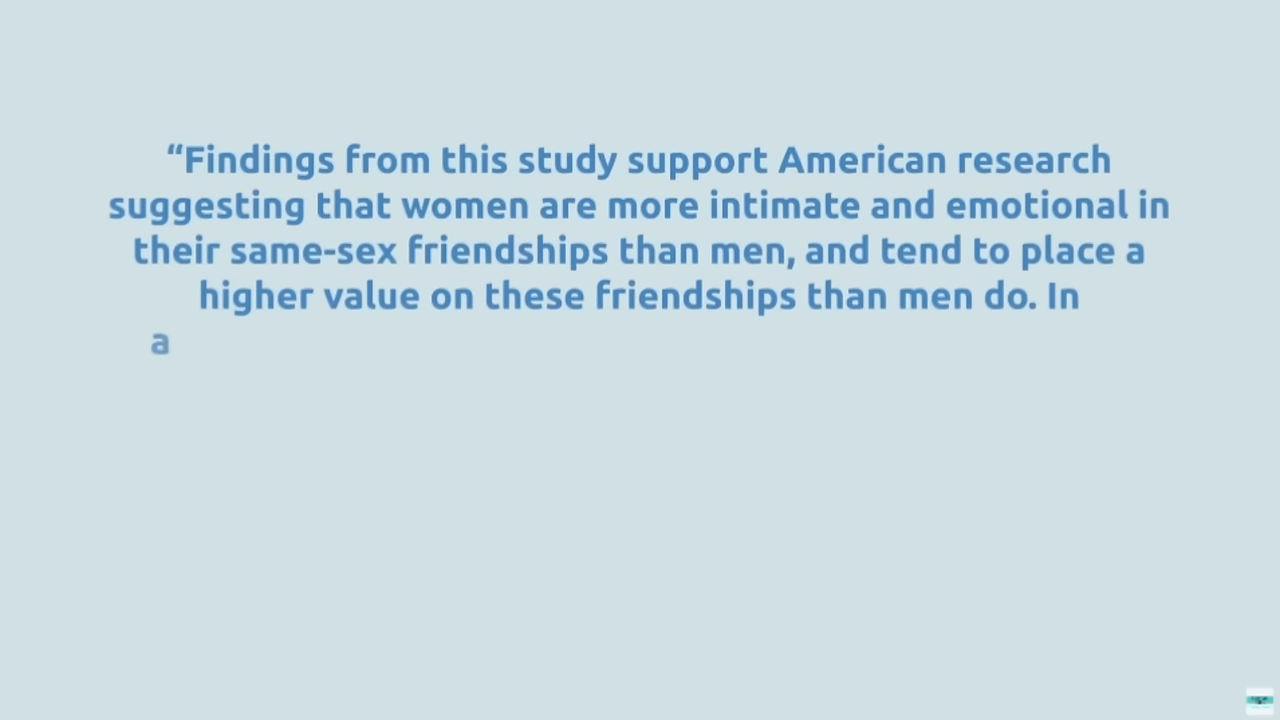 “Findings from this study support American research
suggesting that women are more intimate and emotional in
their same-sex friendships than men, and tend to place a
higher value on these friendships than men do. In
a